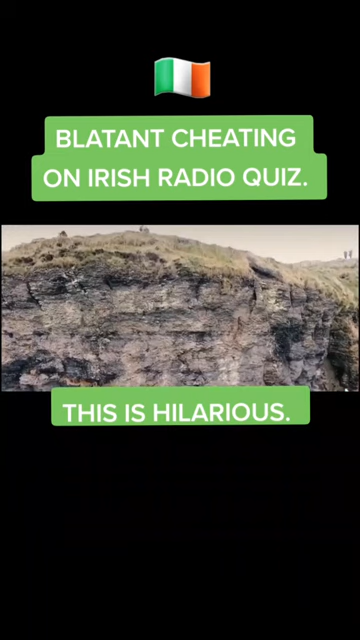 BLATANT CHEATING
ON IRISH RADIO QUIZ.
THIS IS HILARIOUS.